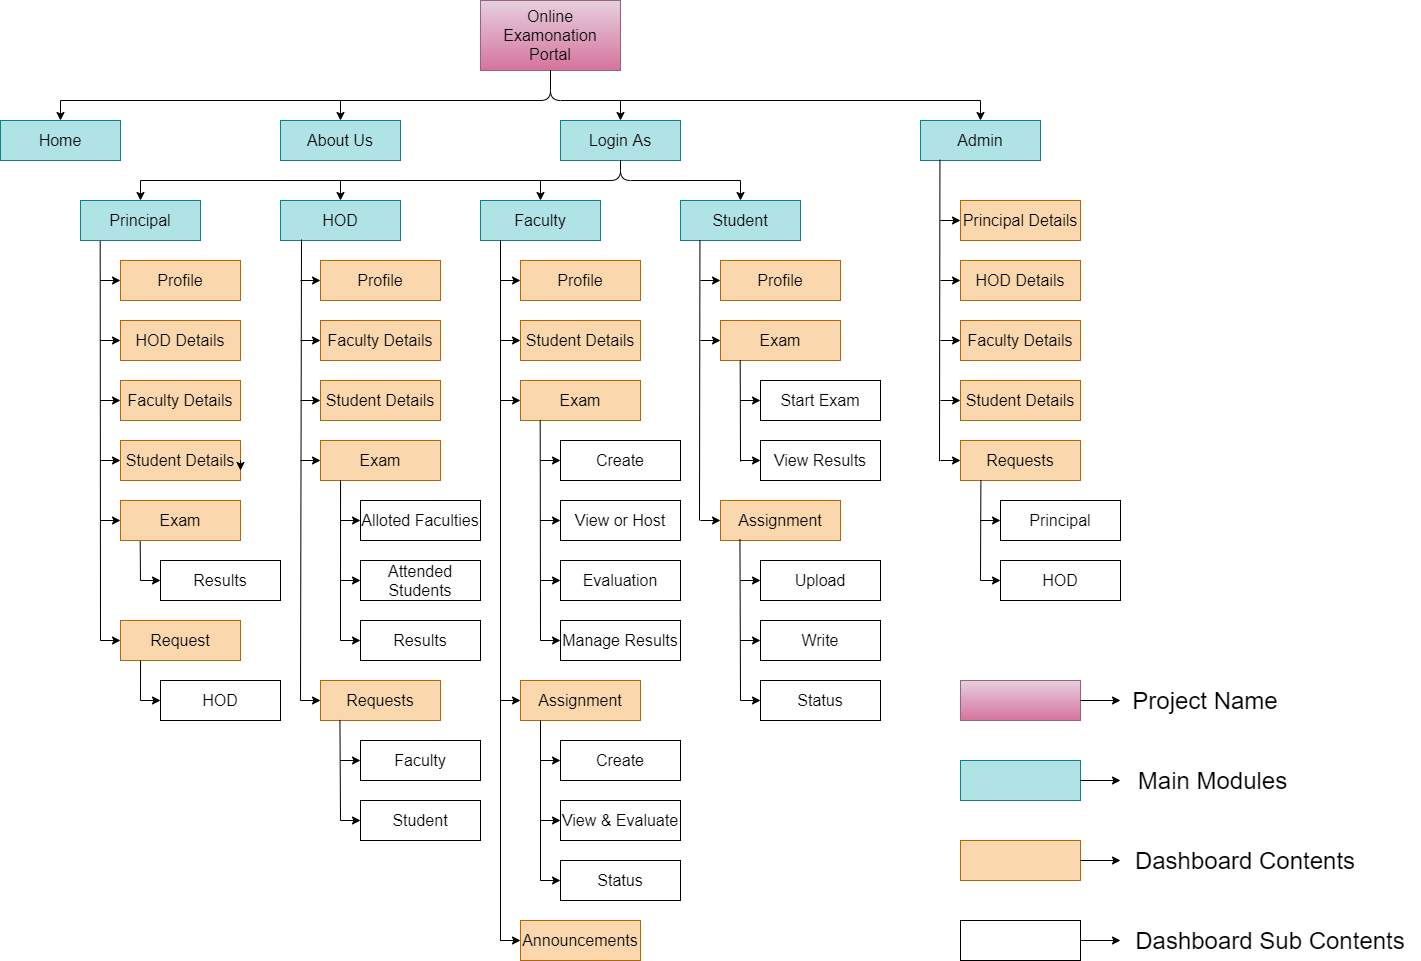 Online
Examonation
Portal
Home
About Us
Login As
Admin
Principal
HOD
Faculty
Student
Principal Details
Profile
Profile
Profile
Profile
HOD Details
HOD Details
Faculty Details
Student Details
Exam
Faculty Details
Faculty Details
Student Details
Exam
Start Exam
Student Details
Student Details
Exam
Create
View Results
Requests
Exam
Alloted Faculties
View or Host
Assignment
Principal
Results
Attended
Students
Evaluation
Upload
HOD
Request
Results
Manage Results
Write
HOD
Requests
Assignment
Status
Project Name
Faculty
Create
Main Modules
Student
View & Evaluate
Status
Dashboard Contents
Announcements
Dashboard Sub Contents